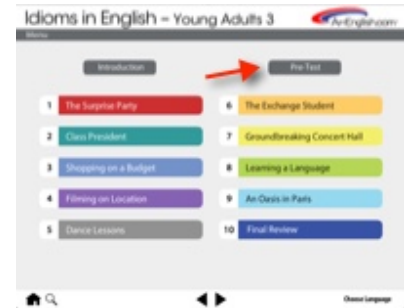 Idioms in English – Young Adults 3
Menu
Introduction
Pre-Test
1 The Surprise Party
2 Class President
3 Shopping on a Budget
4 Filming on Location
5 Dance Lessons
6 The Exchange Student
7 Groundbreaking Concert Hall
8 Learning a Language
9 An Oasis in Paris
10 Final Review
Choose Language